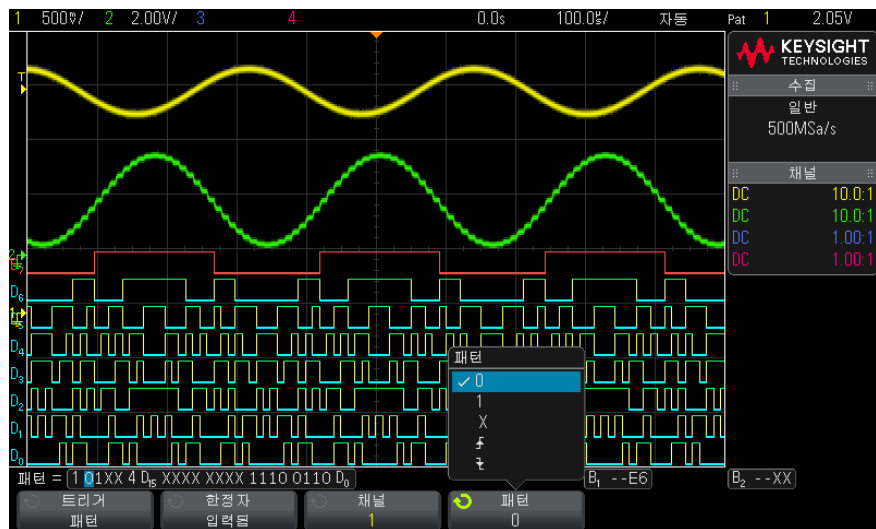 1 500㎷/ 2 2.00V/ 3 4 0.0s 100.0㎲/ 자동 Pat 1 2.05V
KEYSIGHT
TECHNOLOGIES
수집
일반
500MSa/s
채널
DC 10.0:1
DC 10.0:1
DC 1.00:1
DC 1.00:1
T
2
D₆
1
D₄
D₃
D₂
D₁
D₀
패턴
✓ 0
1
X
패턴 = 1 01XX 4 D₁₅ XXXX XXXX 1110 0110 D₀
B₁ --E6
B₂ --XX
트리거
패턴
한정자
입력됨
채널
1
패턴
0